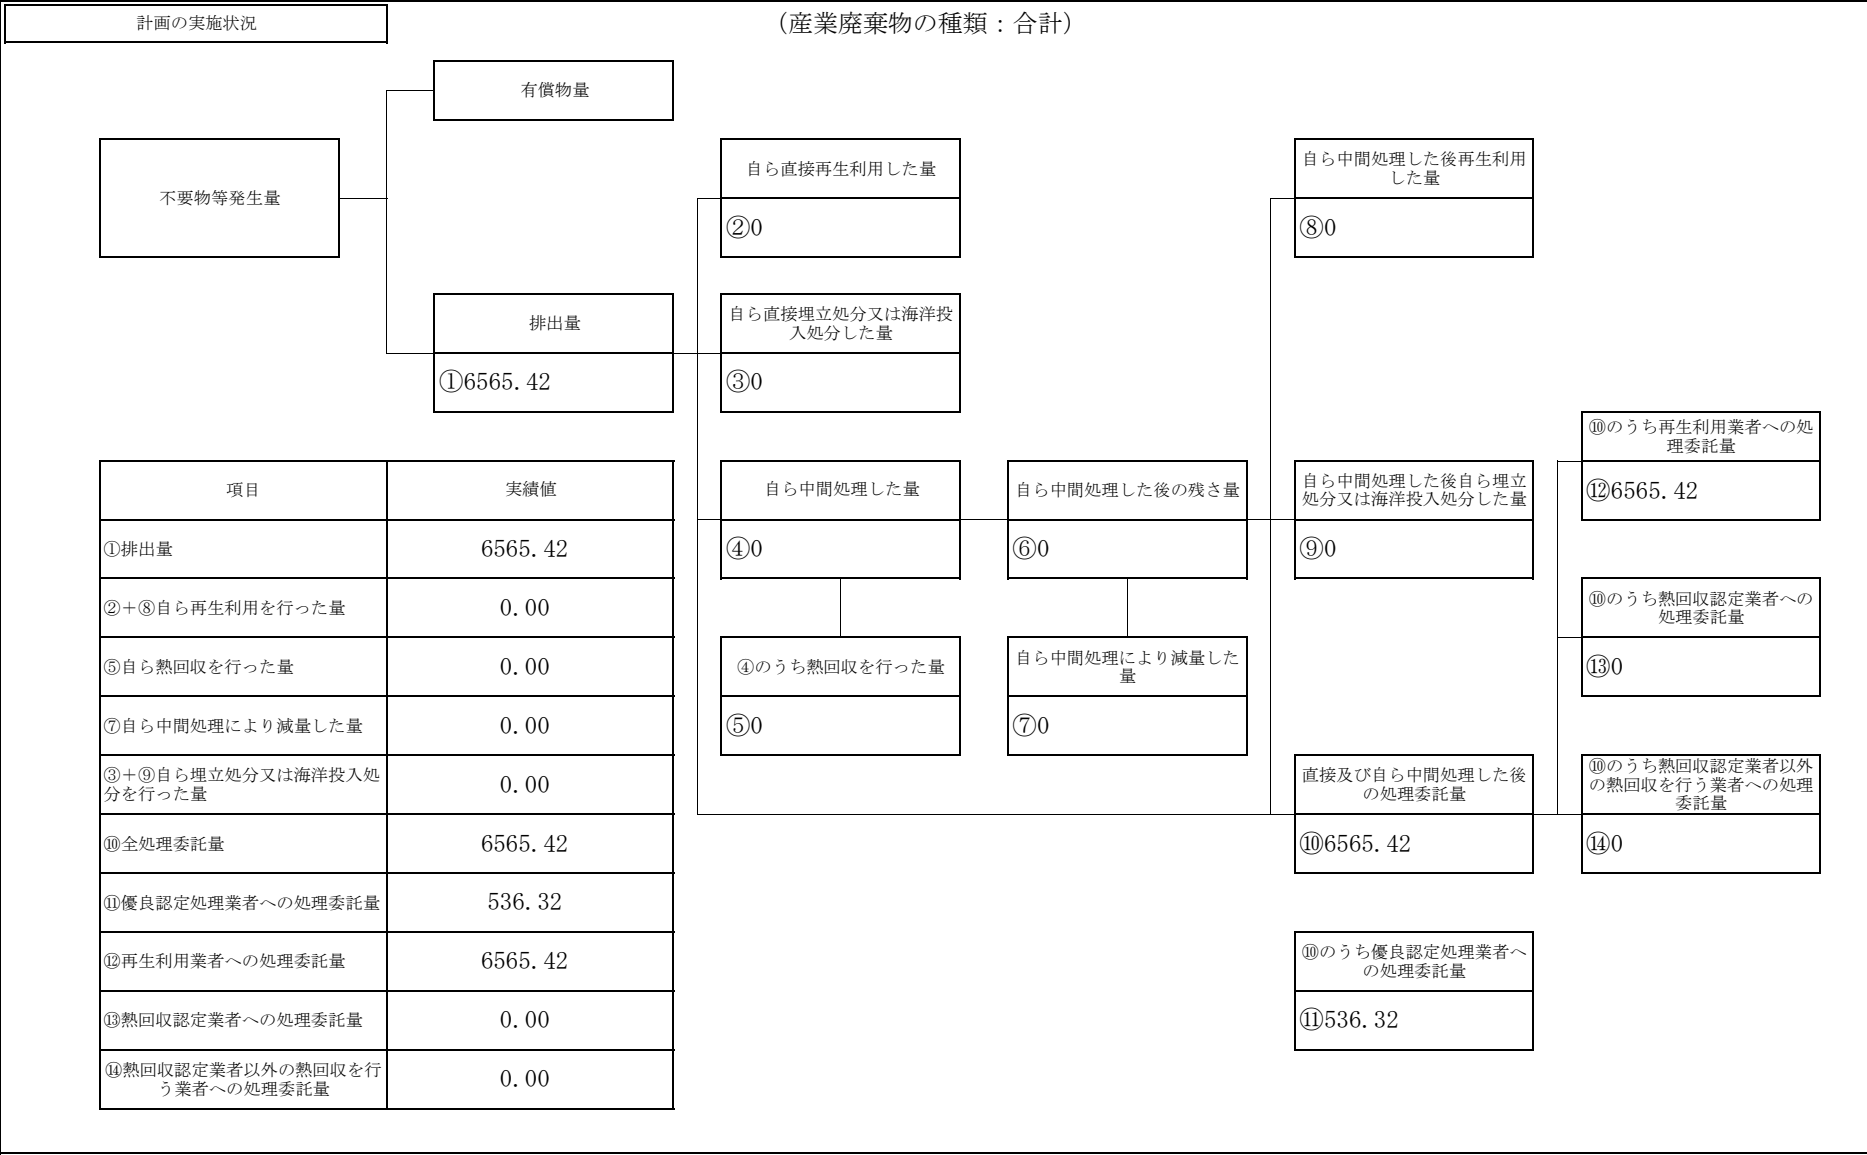 計画の実施状況
（産業廃棄物の種類：合計）
有償物量
不要物等発生量
自ら直接再生利用した量
②0
自ら中間処理した後再生利用
した量
⑧0
排出量
①6565.42
自ら直接埋立処分又は海洋投
入処分した量
③0
⑩のうち再生利用業者への処
理委託量
⑫6565.42
自ら中間処理した量
④0
自ら中間処理した後の残さ量
⑥0
自ら中間処理した後自ら埋立
処分又は海洋投入処分した量
⑨0
⑩のうち熱回収認定業者への
処理委託量
⑬0
④のうち熱回収を行った量
⑤0
自ら中間処理により減量した
量
⑦0
直接及び自ら中間処理した後
の処理委託量
⑩6565.42
⑩のうち熱回収認定業者以外
の熱回収を行う業者への処理
委託量
⑭0
⑩のうち優良認定処理業者へ
の処理委託量
⑪536.32
項目 実績値
①排出量 6565.42
②＋⑧自ら再生利用を行った量 0.00
⑤自ら熱回収を行った量 0.00
⑦自ら中間処理により減量した量 0.00
③＋⑨自ら埋立処分又は海洋投入処
分を行った量 0.00
⑩全処理委託量 6565.42
⑪優良認定処理業者への処理委託量 536.32
⑫再生利用業者への処理委託量 6565.42
⑬熱回収認定業者への処理委託量 0.00
⑭熱回収認定業者以外の熱回収を行
う業者への処理委託量 0.00